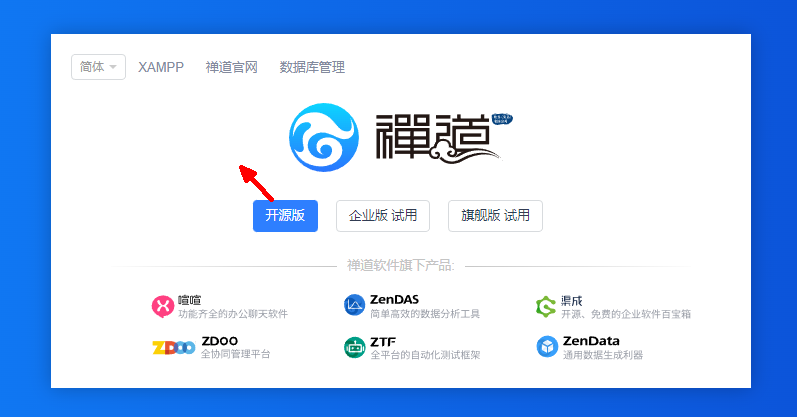 简体 XAMPP 禅道官网 数据库管理
禪道
开源版 企业版 试用 旗舰版 试用
禅道软件旗下产品:
喧喧 ZenDAS 渠成
功能齐全的办公聊天软件 简单高效的数据分析工具 开源、免费的企业软件百宝箱
ZDOO ZDOO ZTF ZenData
全协同管理平台 全平台的自动化测试框架 通用数据生成利器